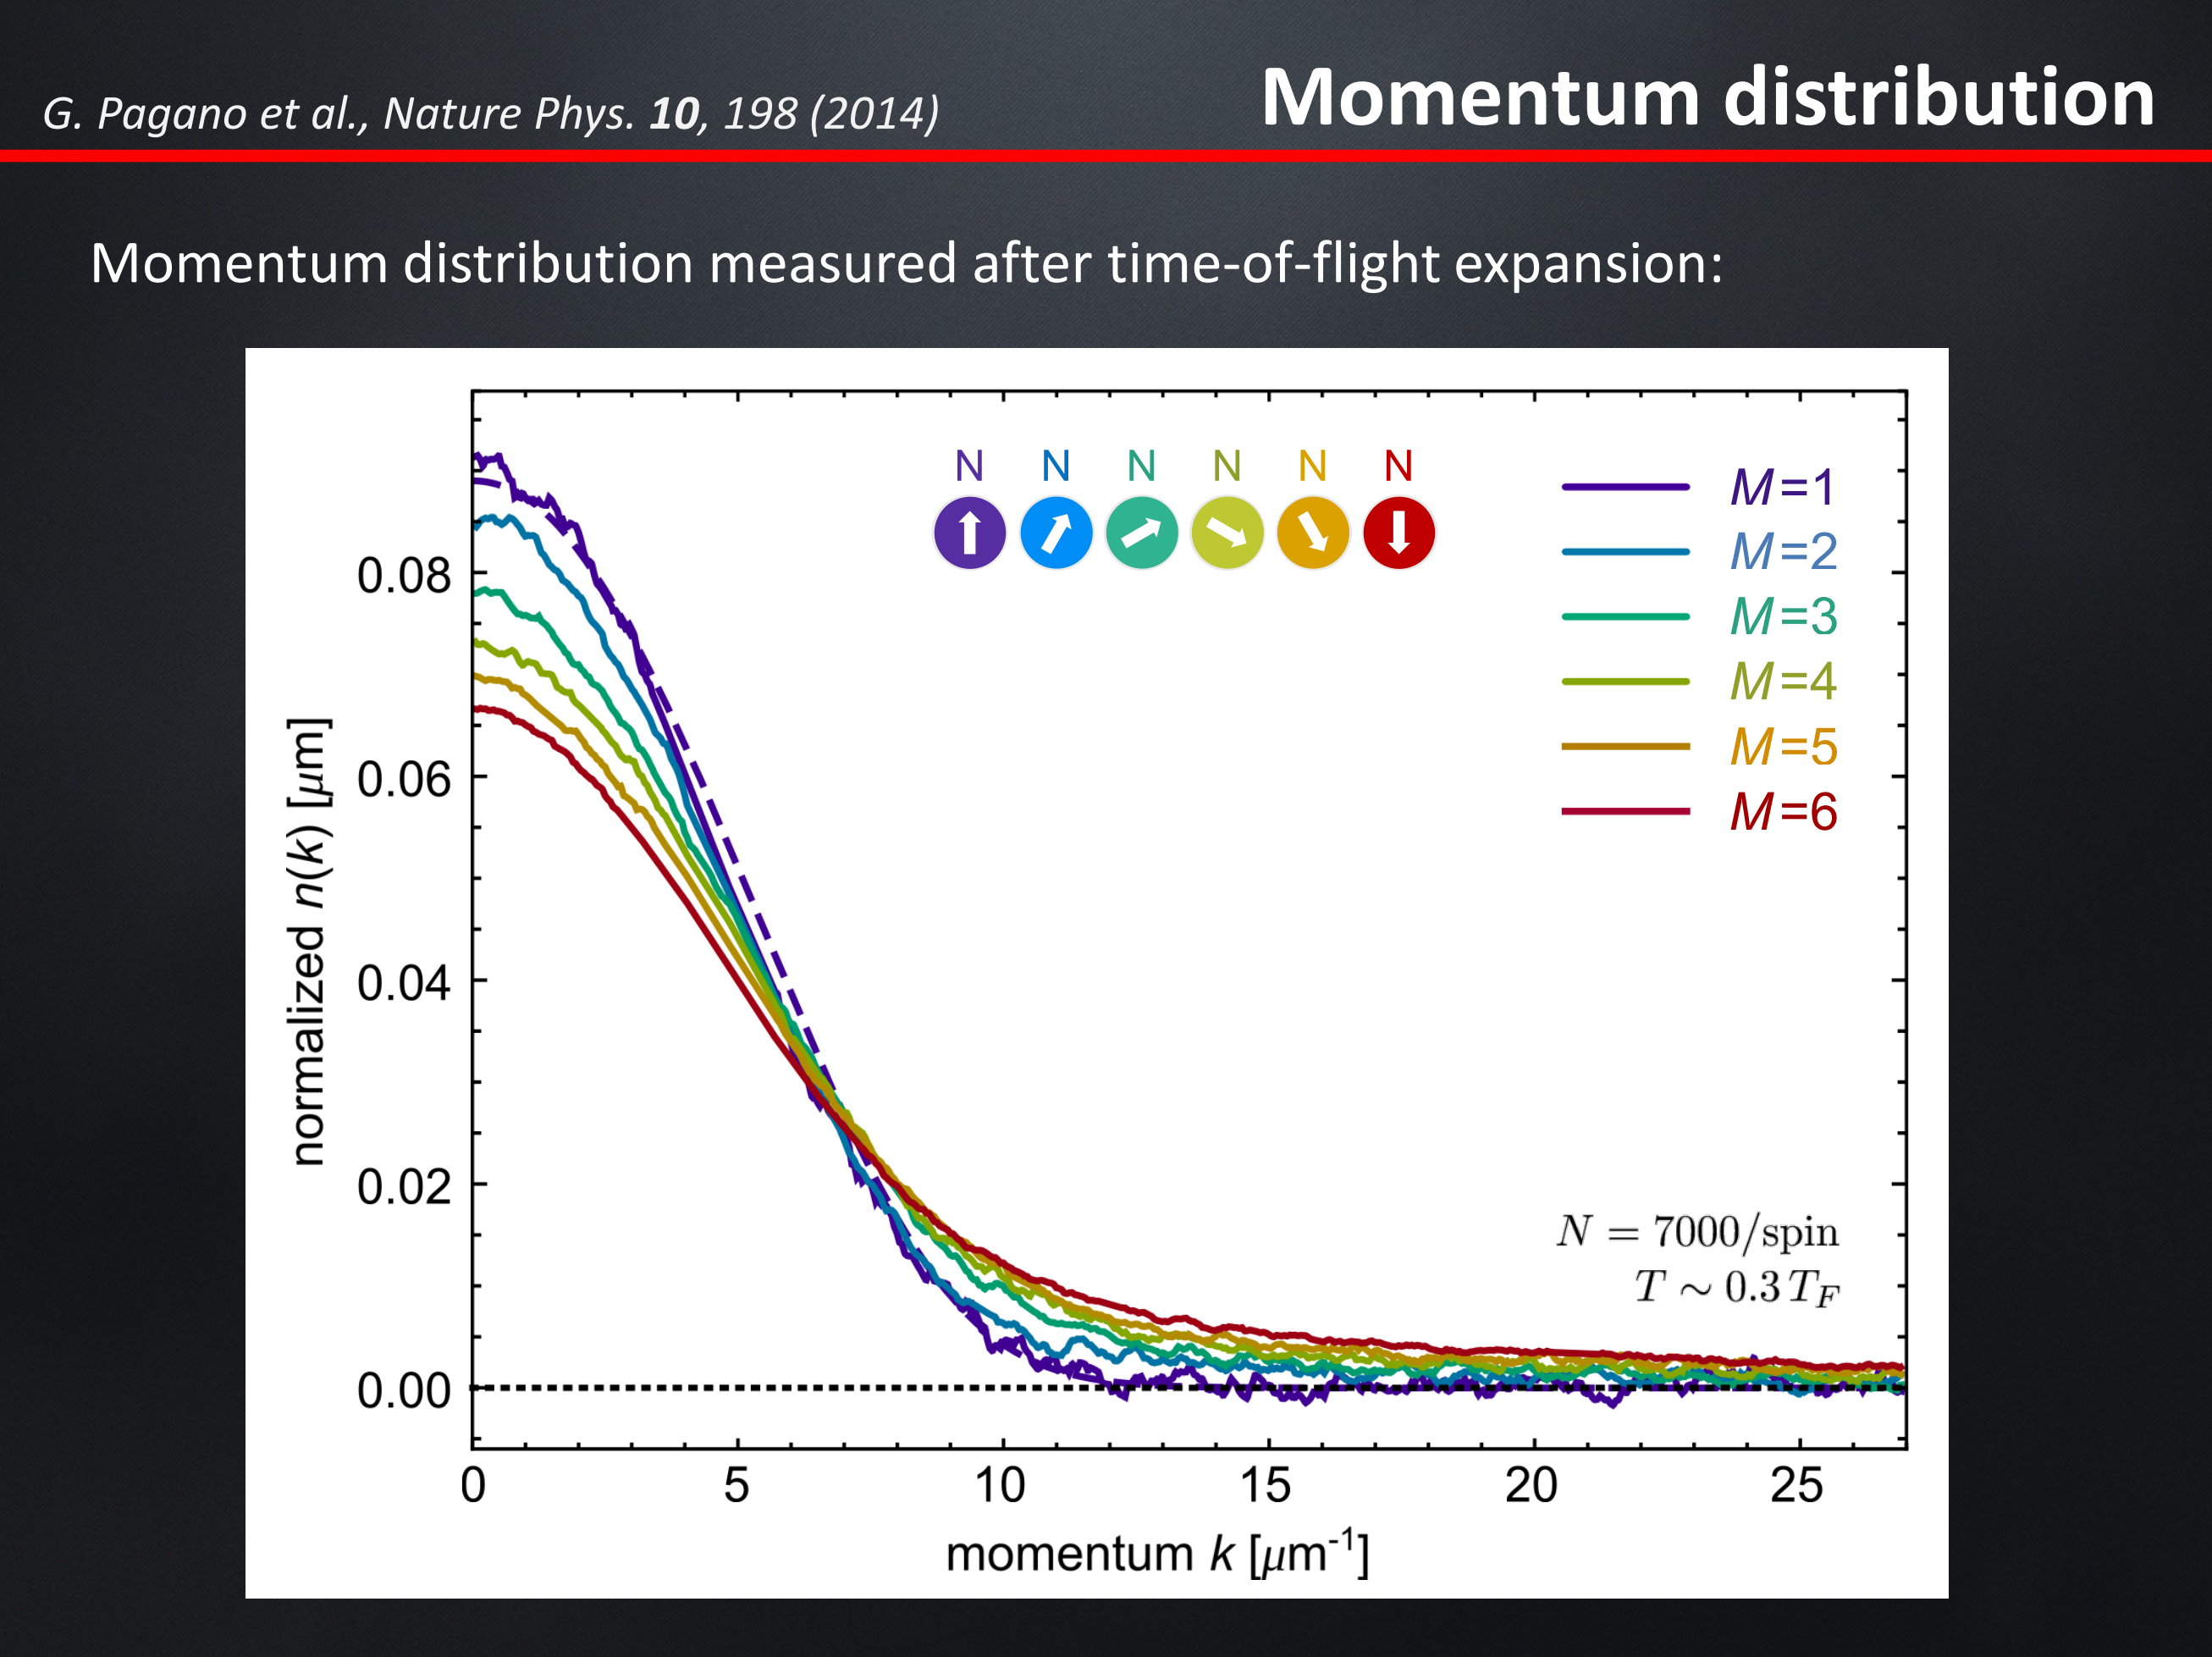 G. Pagano et al., Nature Phys. 10, 198 (2014)
Momentum distribution
Momentum distribution measured after time-of-flight expansion:
N N N N N N
M=1
M=2
M=3
M=4
M=5
M=6
normalized n(k) [μm]
0.08
0.06
0.04
0.02
0.00
N = 7000/spin
T ∼ 0.3 T_F
0 5 10 15 20 25
momentum k [μm⁻¹]